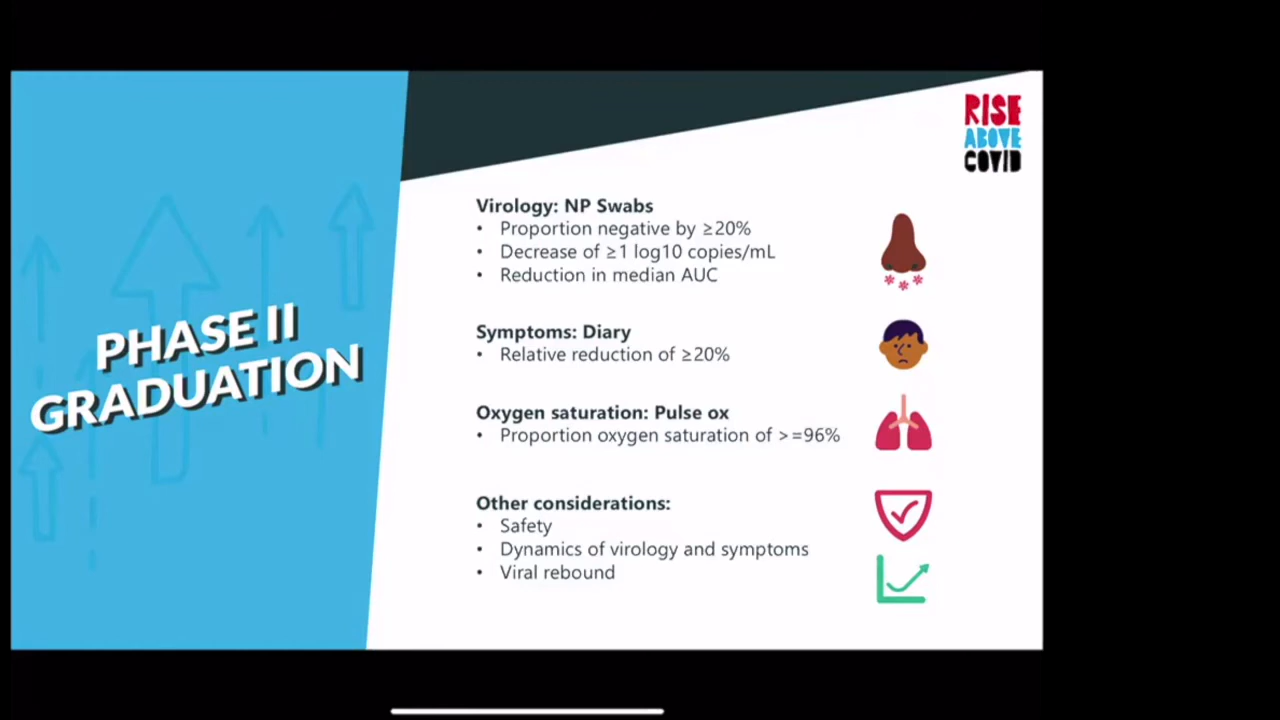 RISE
ABOVE
COVID
PHASE II
GRADUATION
Virology: NP Swabs
• Proportion negative by ≥20%
• Decrease of ≥1 log10 copies/mL
• Reduction in median AUC
Symptoms: Diary
• Relative reduction of ≥20%
Oxygen saturation: Pulse ox
• Proportion oxygen saturation of >=96%
Other considerations:
• Safety
• Dynamics of virology and symptoms
• Viral rebound